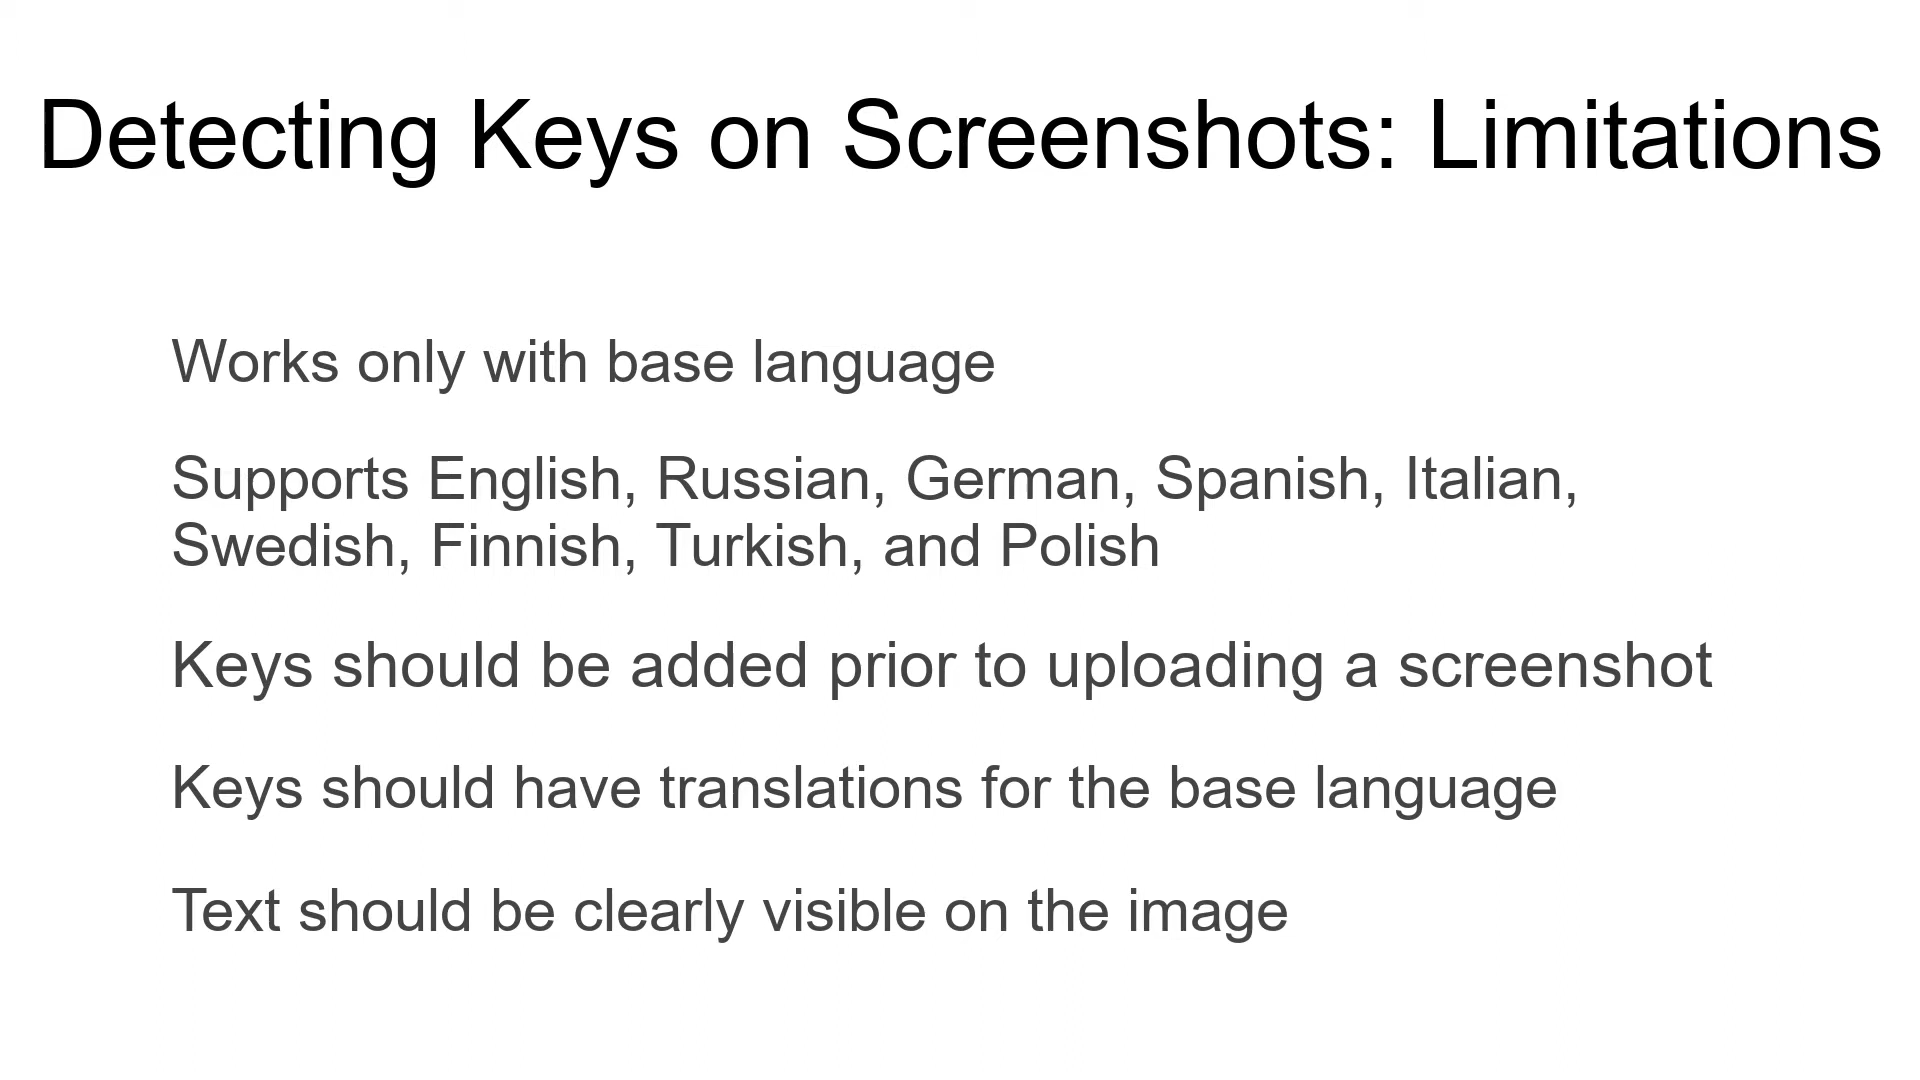 Detecting Keys on Screenshots: Limitations
Works only with base language
Supports English, Russian, German, Spanish, Italian,
Swedish, Finnish, Turkish, and Polish
Keys should be added prior to uploading a screenshot
Keys should have translations for the base language
Text should be clearly visible on the image